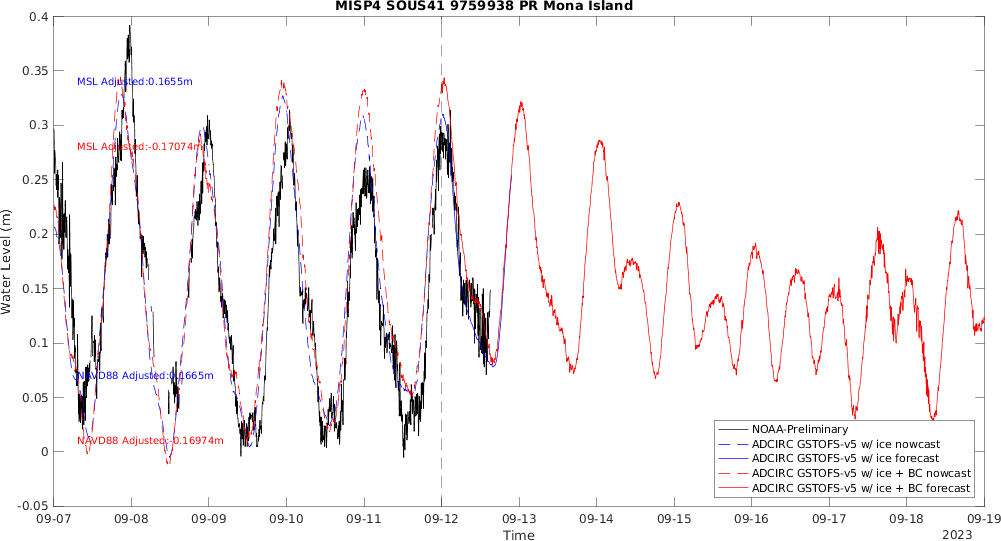 MISP4 SOUS41 9759938 PR Mona Island
0.4
0.35
0.3
0.25
0.2
0.15
0.1
0.05
0
-0.05
Water Level (m)
MSL Adjusted:0.1655m
MSL Adjusted:-0.17074m
NAVD88 Adjusted:0.1665m
NAVD88 Adjusted:-0.16974m
NOAA-Preliminary
ADCIRC GSTOFS-v5 w/ ice nowcast
ADCIRC GSTOFS-v5 w/ ice forecast
ADCIRC GSTOFS-v5 w/ ice + BC nowcast
ADCIRC GSTOFS-v5 w/ ice + BC forecast
09-07 09-08 09-09 09-10 09-11 09-12 09-13 09-14 09-15 09-16 09-17 09-18 09-19
Time
2023